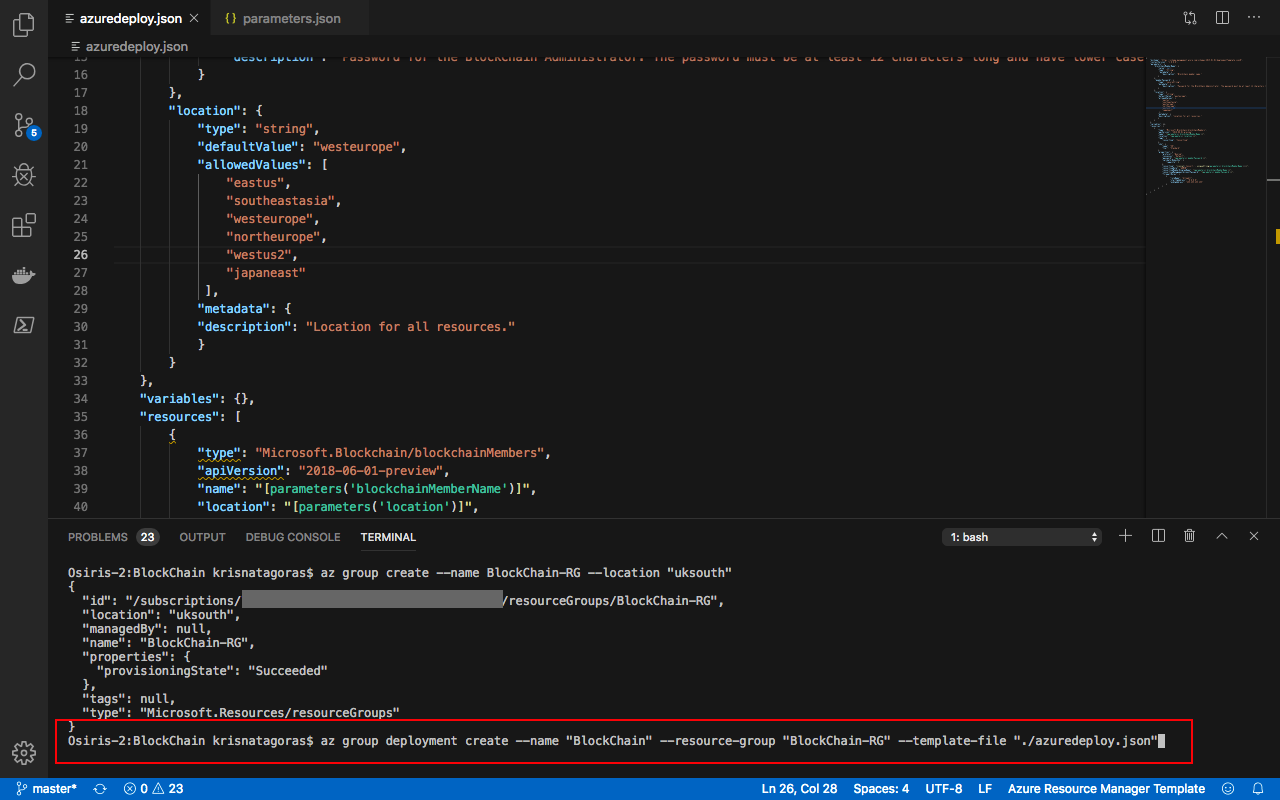 azuredeploy.json
{} parameters.json
azuredeploy.json
15 "description": "Password for the Blockchain Administrator. The password must be at least 12 characters long and have lower case
16 }
17 },
18 "location": {
19 "type": "string",
20 "defaultValue": "westeurope",
21 "allowedValues": [
22 "eastus",
23 "southeastasia",
24 "westeurope",
25 "northeurope",
26 "westus2",
27 "japaneast"
28 ],
29 "metadata": {
30 "description": "Location for all resources."
31 }
32 }
33 },
34 "variables": {},
35 "resources": [
36 {
37 "type": "Microsoft.Blockchain/blockchainMembers",
38 "apiVersion": "2018-06-01-preview",
39 "name": "[parameters('blockchainMemberName')]",
40 "location": "[parameters('location')]",
5
PROBLEMS 23 OUTPUT DEBUG CONSOLE TERMINAL 1: bash
Osiris-2:BlockChain krisnatagoras$ az group create --name BlockChain-RG --location "uksouth"
{
"id": "/subscriptions/ /resourceGroups/BlockChain-RG",
"location": "uksouth",
"managedBy": null,
"name": "BlockChain-RG",
"properties": {
"provisioningState": "Succeeded"
},
"tags": null,
"type": "Microsoft.Resources/resourceGroups"
}
Osiris-2:BlockChain krisnatagoras$ az group deployment create --name "BlockChain" --resource-group "BlockChain-RG" --template-file "./azuredeploy.json"
master* 0 23 Ln 26, Col 28 Spaces: 4 UTF-8 LF Azure Resource Manager Template